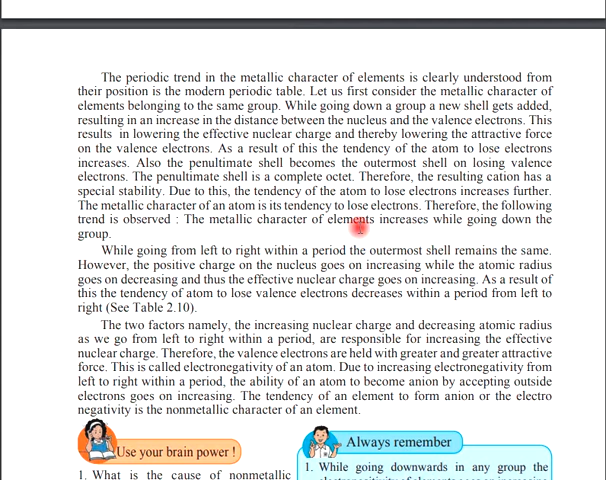 The periodic trend in the metallic character of elements is clearly understood from
their position is the modern periodic table. Let us first consider the metallic character of
elements belonging to the same group. While going down a group a new shell gets added,
resulting in an increase in the distance between the nucleus and the valence electrons. This
results in lowering the effective nuclear charge and thereby lowering the attractive force
on the valence electrons. As a result of this the tendency of the atom to lose electrons
increases. Also the penultimate shell becomes the outermost shell on losing valence
electrons. The penultimate shell is a complete octet. Therefore, the resulting cation has a
special stability. Due to this, the tendency of the atom to lose electrons increases further.
The metallic character of an atom is its tendency to lose electrons. Therefore, the following
trend is observed : The metallic character of elements increases while going down the
group.
While going from left to right within a period the outermost shell remains the same.
However, the positive charge on the nucleus goes on increasing while the atomic radius
goes on decreasing and thus the effective nuclear charge goes on increasing. As a result of
this the tendency of atom to lose valence electrons decreases within a period from left to
right (See Table 2.10).
The two factors namely, the increasing nuclear charge and decreasing atomic radius
as we go from left to right within a period, are responsible for increasing the effective
nuclear charge. Therefore, the valence electrons are held with greater and greater attractive
force. This is called electronegativity of an atom. Due to increasing electronegativity from
left to right within a period, the ability of an atom to become anion by accepting outside
electrons goes on increasing. The tendency of an element to form anion or the electro
negativity is the nonmetallic character of an element.
Use your brain power !
1. What is the cause of nonmetallic
Always remember
1. While going downwards in any group the